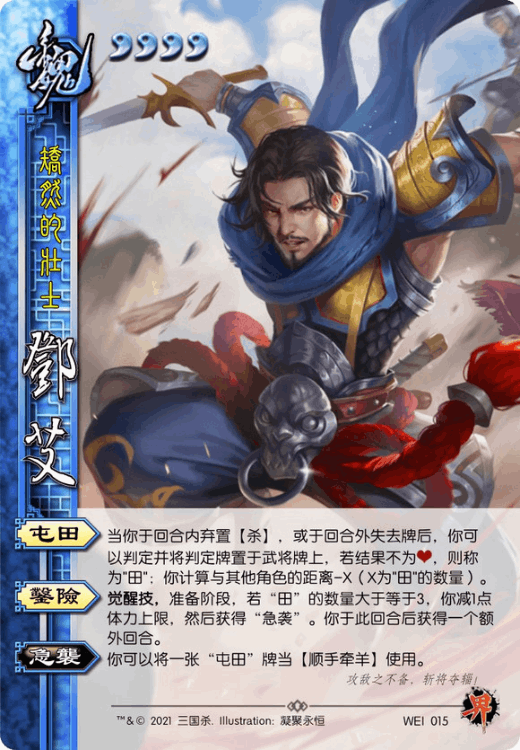 魏
矯然的壯士
鄧艾
屯田
当你于回合内弃置【杀】，或于回合外失去牌后，你可
以判定并将判定牌置于武将牌上，若结果不为❤，则称
为“田”；你计算与其他角色的距离-X（X为“田”的数量）。
鑿險
觉醒技，准备阶段，若“田”的数量大于等于3，你减1点
体力上限，然后获得“急袭”。你于此回合后获得一个额
外回合。
急襲
你可以将一张“屯田”牌当【顺手牵羊】使用。
攻敌之不备，斩将夺辎！
™&© 2021 三国杀. Illustration: 凝聚永恒
WEI 015
界